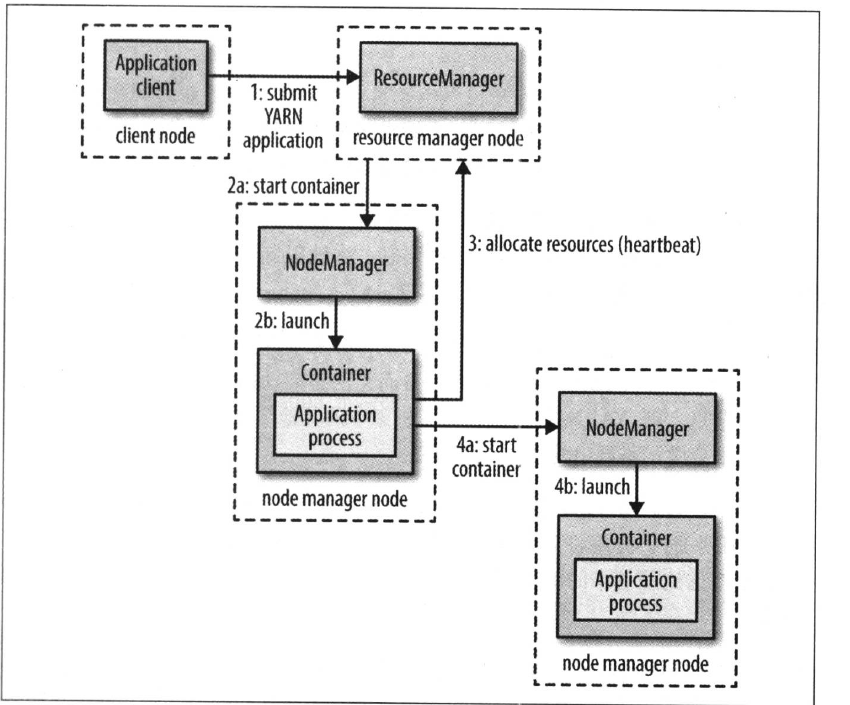 Application
client
client node
1: submit
YARN
application
ResourceManager
resource manager node
2a: start container
NodeManager
2b: launch
Container
Application
process
node manager node
3: allocate resources (heartbeat)
4a: start
container
NodeManager
4b: launch
Container
Application
process
node manager node